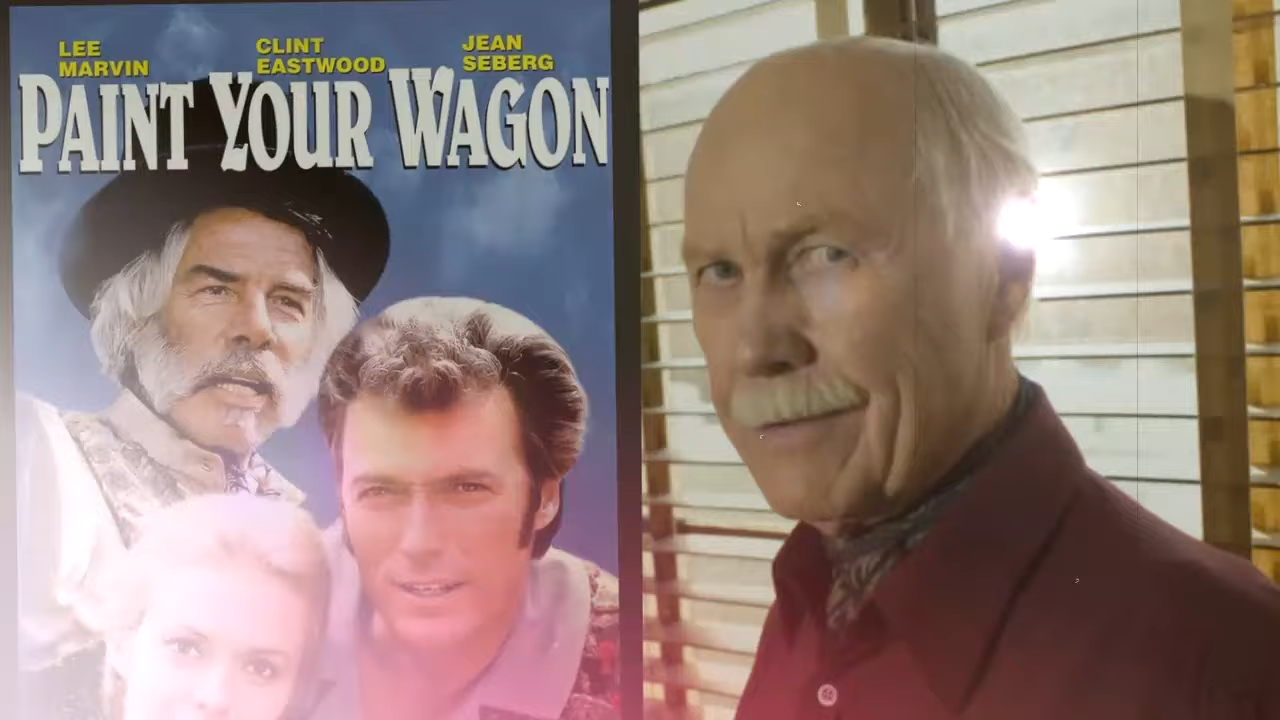 LEE
MARVIN
CLINT
EASTWOOD
JEAN
SEBERG
PAINT YOUR WAGON